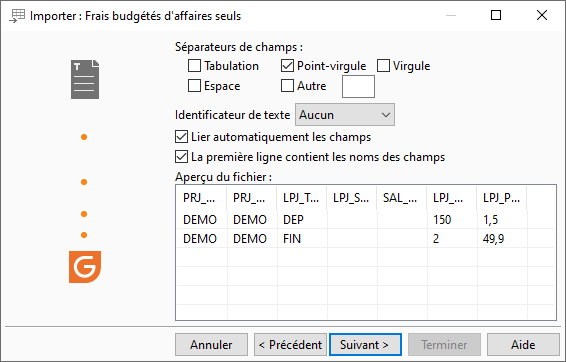 Importer : Frais budgétés d'affaires seuls
Séparateurs de champs :
Tabulation Point-virgule Virgule
Espace Autre
Identificateur de texte Aucun
Lier automatiquement les champs
La première ligne contient les noms des champs
Aperçu du fichier :
PRJ_... PRJ_... LPJ_T... LPJ_S... SAL_... LPJ_... LPJ_P...
DEMO DEMO DEP 150 1,5
DEMO DEMO FIN 2 49,9
Annuler < Précédent Suivant > Terminer Aide